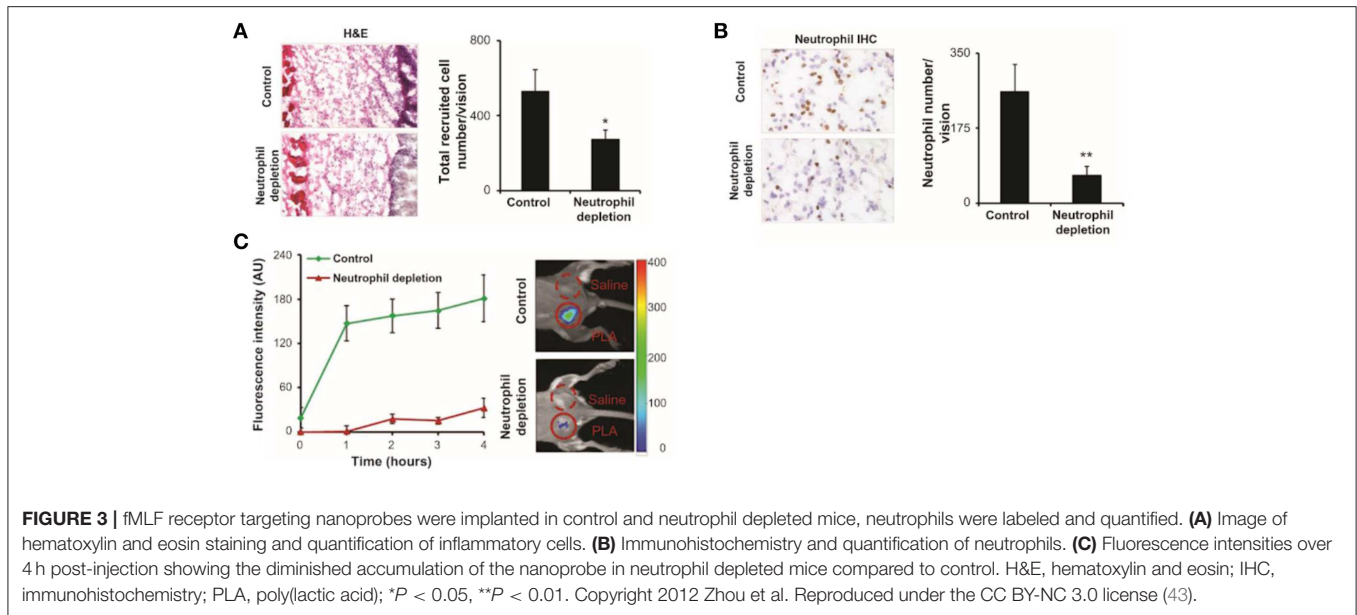 A
H&E
Control
Neutrophil
depletion
Total recruited cell
number/vision
800
400
0
*
Control
Neutrophil
depletion
B
Neutrophil IHC
Control
Neutrophil
depletion
Neutrophil number/
vision
350
175
0
**
Control
Neutrophil
depletion
C
Fluorescence intensity (AU)
240
180
120
60
0
Control
Neutrophil depletion
0 1 2 3 4
Time (hours)
Control
Saline
PLA
Neutrophil
depletion
Saline
PLA
400
300
200
100
0
FIGURE 3 | fMLF receptor targeting nanoprobes were implanted in control and neutrophil depleted mice, neutrophils were labeled and quantified. (A) Image of
hematoxylin and eosin staining and quantification of inflammatory cells. (B) Immunohistochemistry and quantification of neutrophils. (C) Fluorescence intensities over
4 h post-injection showing the diminished accumulation of the nanoprobe in neutrophil depleted mice compared to control. H&E, hematoxylin and eosin; IHC,
immunohistochemistry; PLA, poly(lactic acid); *P < 0.05, **P < 0.01. Copyright 2012 Zhou et al. Reproduced under the CC BY-NC 3.0 license (43).